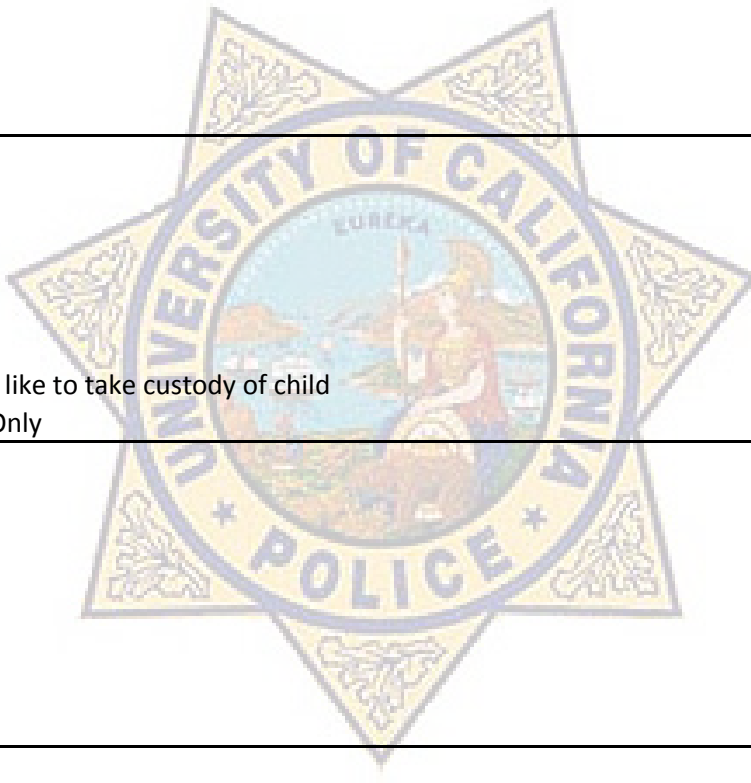 UNIVERSITY OF CALIFORNIA
EUREKA
like to take custody of child
Only
POLICE